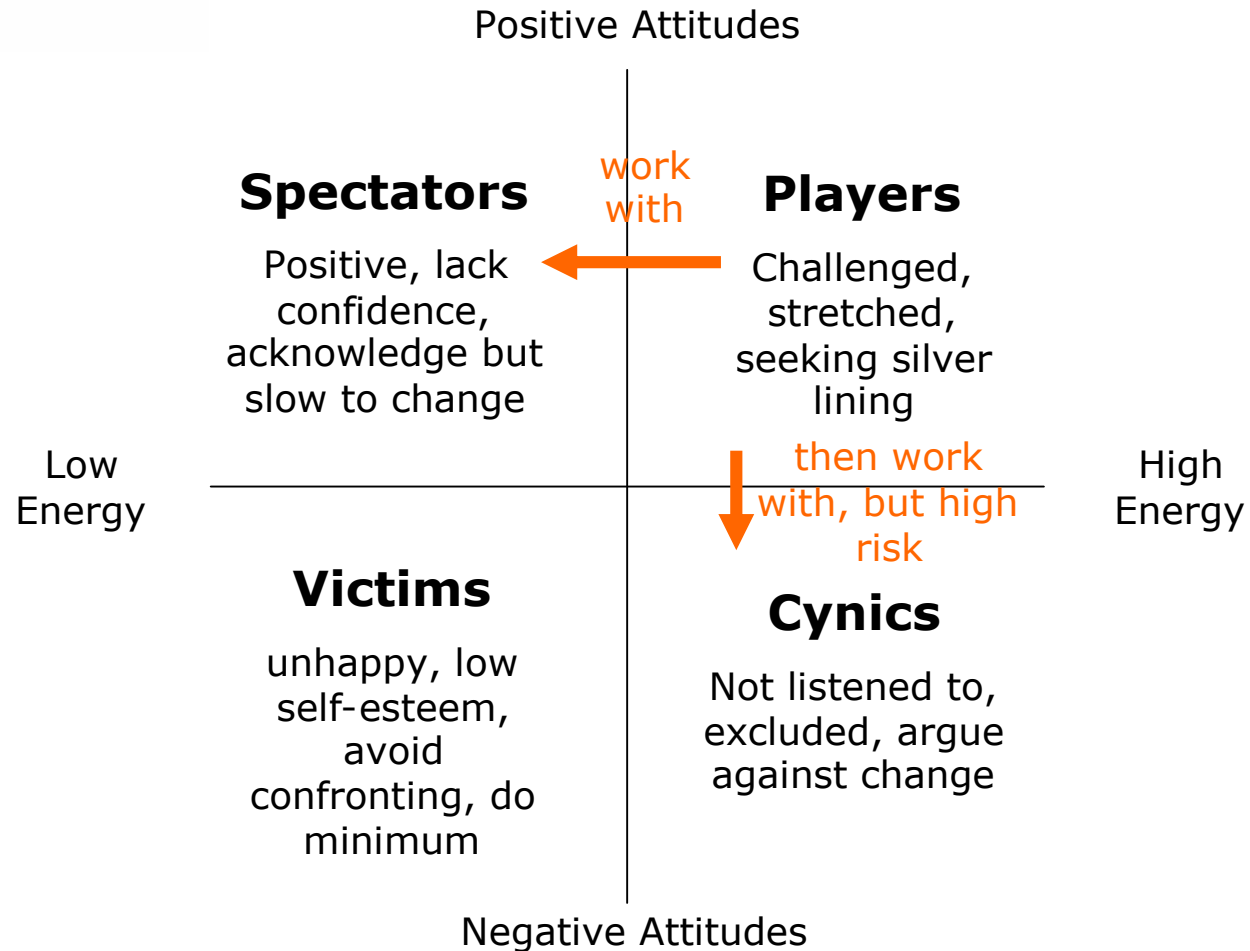 Positive Attitudes
Spectators
Positive, lack
confidence,
acknowledge but
slow to change
work
with
Players
Challenged,
stretched,
seeking silver
lining
Low
Energy
then work
with, but high
risk
High
Energy
Victims
unhappy, low
self-esteem,
avoid
confronting, do
minimum
Cynics
Not listened to,
excluded, argue
against change
Negative Attitudes